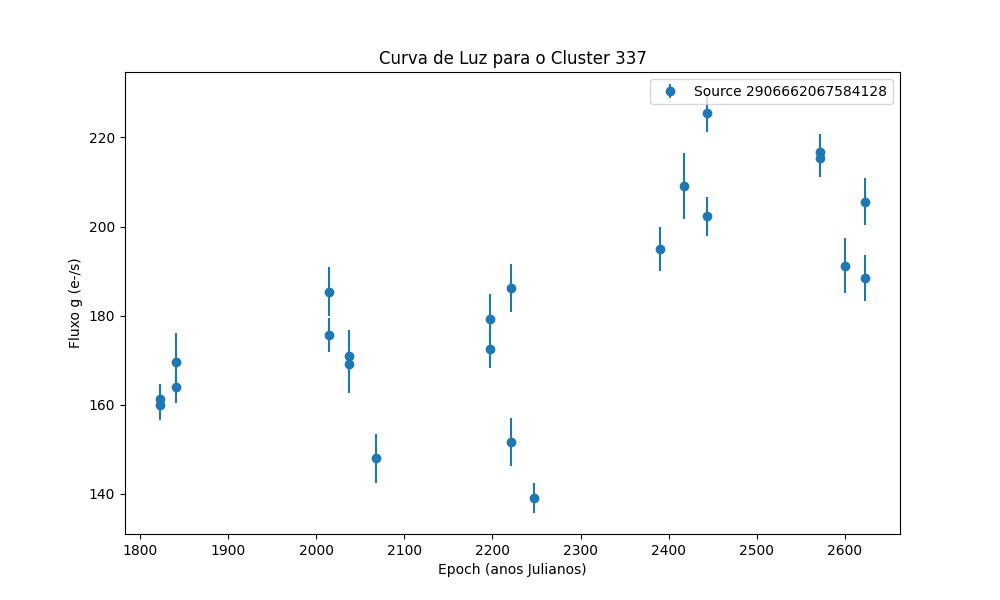 Curva de Luz para o Cluster 337
Source 2906662067584128
Fluxo g (e-/s)
220
200
180
160
140
1800 1900 2000 2100 2200 2300 2400 2500 2600
Epoch (anos Julianos)